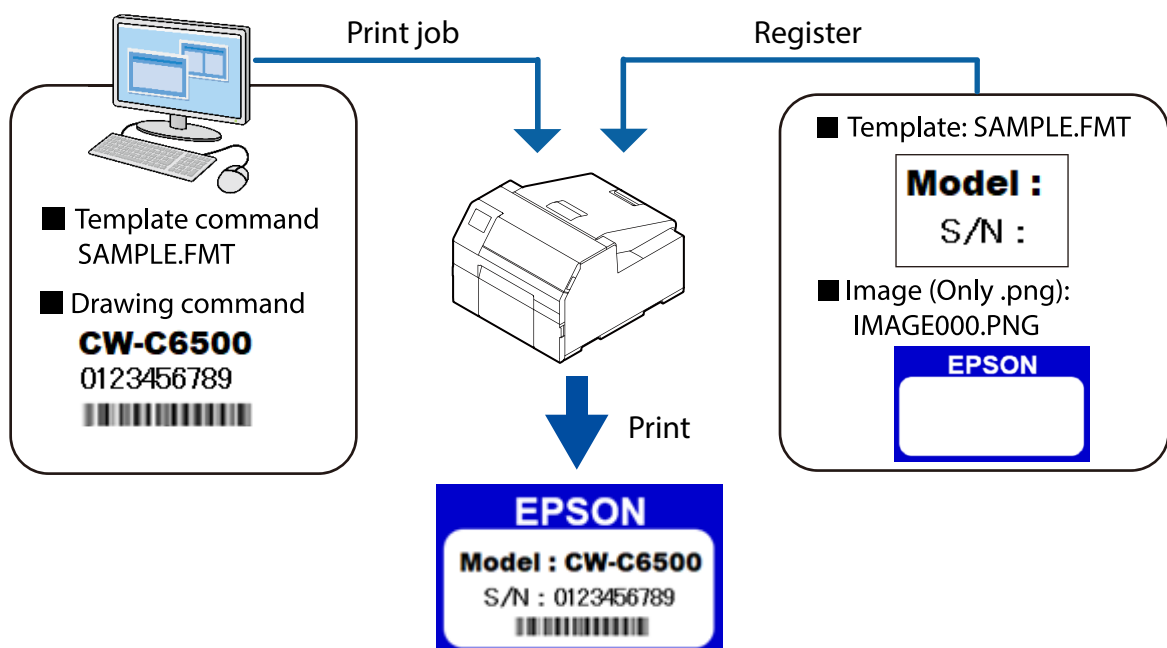 Print job
Register
■ Template command
SAMPLE.FMT
■ Drawing command
CW-C6500
0123456789
■ Template: SAMPLE.FMT
Model :
S/N :
■ Image (Only .png):
IMAGE000.PNG
EPSON
Print
EPSON
Model : CW-C6500
S/N : 0123456789